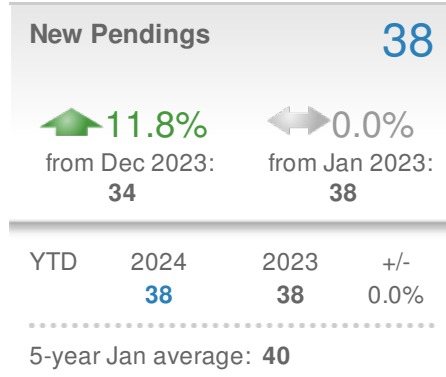 New Pendings 38
11.8% 0.0%
from Dec 2023: from Jan 2023:
34 38
YTD 2024 2023 +/-
38 38 0.0%
5-year Jan average: 40